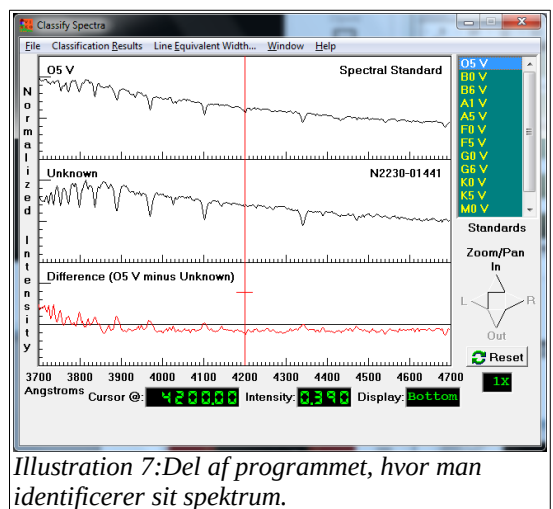 Classify Spectra
File Classification Results Line Equivalent Width... Window Help
O5 V Spectral Standard
Normalized Intensity
Unknown N2230-01441
Difference (O5 V minus Unknown)
3700 3800 3900 4000 4100 4200 4300 4400 4500 4600 4700
Angstroms Cursor @: 4200.00 Intensity: 0.390 Display: Bottom
O5 V
B0 V
B6 V
A1 V
A5 V
F0 V
F5 V
G0 V
G6 V
K0 V
K5 V
M0 V
Standards
Zoom/Pan
In
L R
Out
Reset
1X
Illustration 7:Del af programmet, hvor man
identificerer sit spektrum.